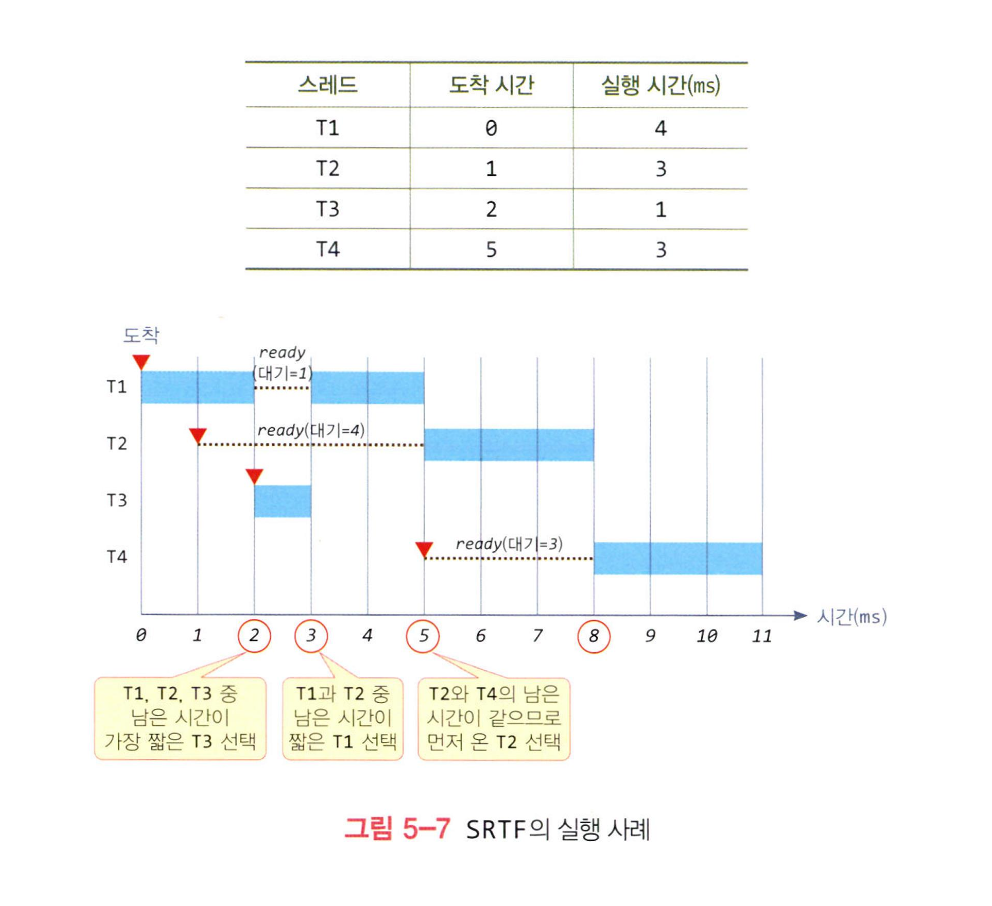 스레드 도착 시간 실행 시간(ms)
T1 0 4
T2 1 3
T3 2 1
T4 5 3
도착
ready
(대기=1)
T1
ready(대기=4)
T2
T3
ready(대기=3)
T4
0 1 2 3 4 5 6 7 8 9 10 11
시간(ms)
T1, T2, T3 중
남은 시간이
가장 짧은 T3 선택
T1과 T2 중
남은 시간이
짧은 T1 선택
T2와 T4의 남은
시간이 같으므로
먼저 온 T2 선택
그림 5-7 SRTF의 실행 사례